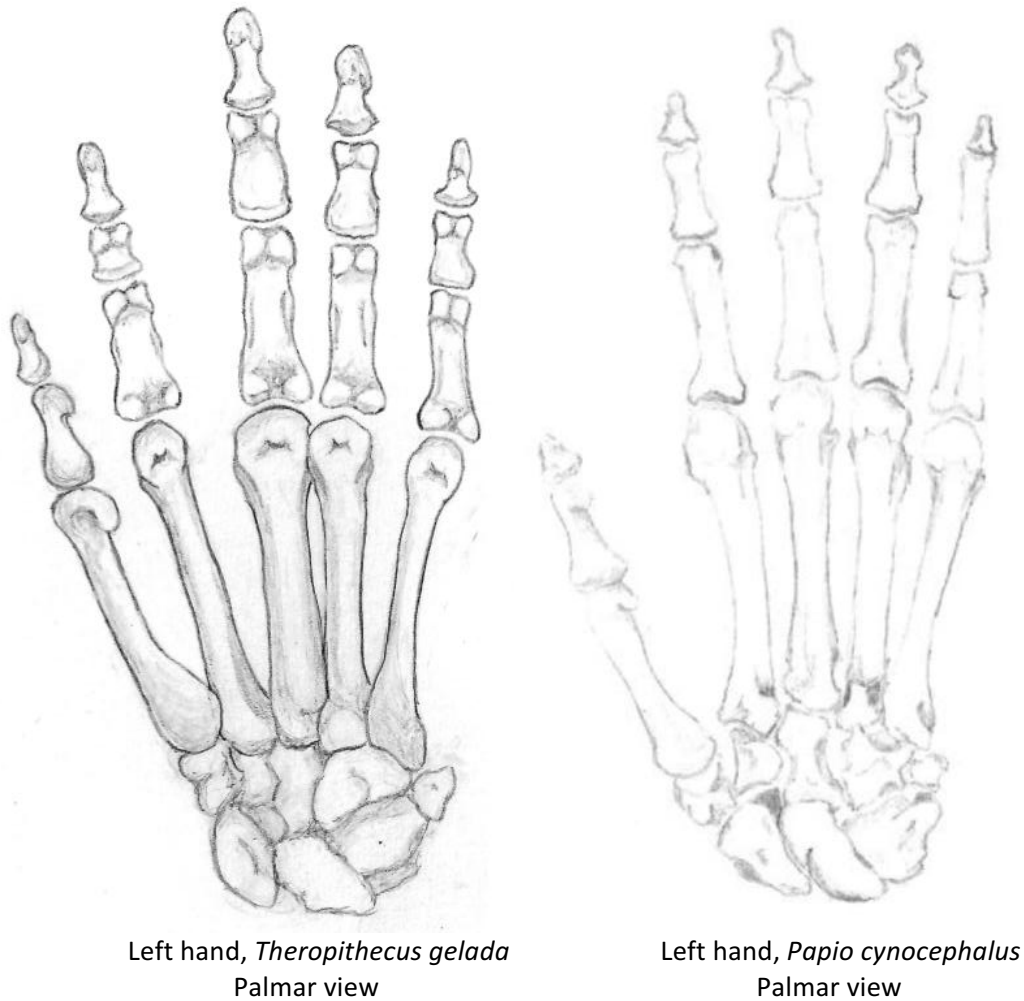 Left hand, Theropithecus gelada
Palmar view
Left hand, Papio cynocephalus
Palmar view